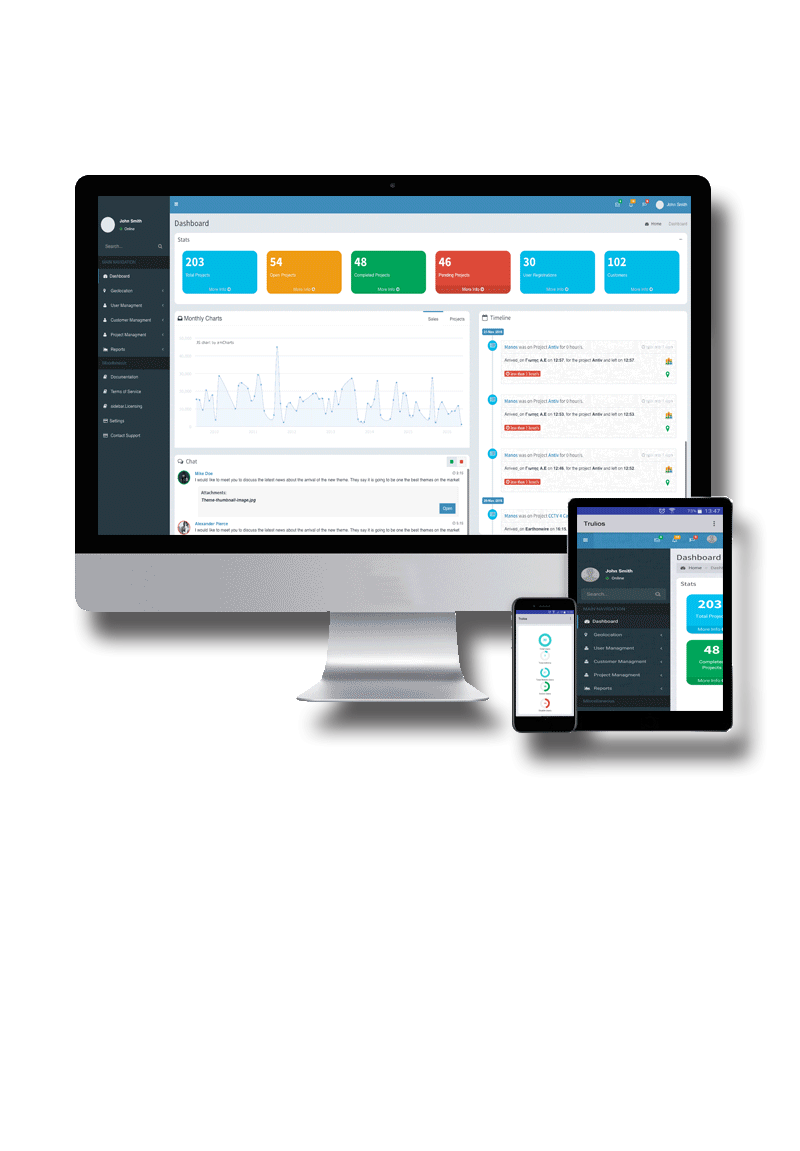 John Smith
Online
Search...
MAIN NAVIGATION
Dashboard
Geolocation
User Managment
Customer Managment
Project Managment
Reports
Documentation
Terms of Service
Settings
Contact Support
John Smith
Dashboard
Home
Dashboard
Stats
203
Total Projects
More Info
54
Open Projects
More Info
48
Completed Projects
More Info
46
Pending Projects
More Info
30
User Registrations
More Info
102
Customers
More Info
Monthly Charts
Sales
Projects
Timeline
Manos was on Project Antiv for 0 hours.
Arrived, on A.E on 12:57. for the project Antiv and left on 12:57
Manos was on Project Antiv for 0 hours.
Arrived, on A.E on 12:53. for the project Antiv and left on 12:53
Manos was on Project Antiv for 0 hours.
Arrived, on A.E on 12:46. for the project Antiv and left on 12:52
Manos was on Project CCTV 4 Ca
Arrived, on Earthonwire on 16:15.
Chat
Mike Doe
I would like to meet you to discuss the latest news about the arrival of the new theme. They say it is going to be one the best themes on the market
Attachments:
Theme-thumbnail-image.jpg
Open
Alexander Pierce
I would like to meet you to discuss the latest news about the arrival of the new theme. They say it is going to be one the best themes on the market
15% 13:47
Trulios
John Smith
Online
Search...
MAIN NAVIGATION
Dashboard
Geolocation
User Managment
Customer Managment
Project Managment
Reports
Miscellaneous
Dashboard
Home
Dashb
Stats
203
Total Projec
More Info
48
Completed
Projects
More Info
Trulios